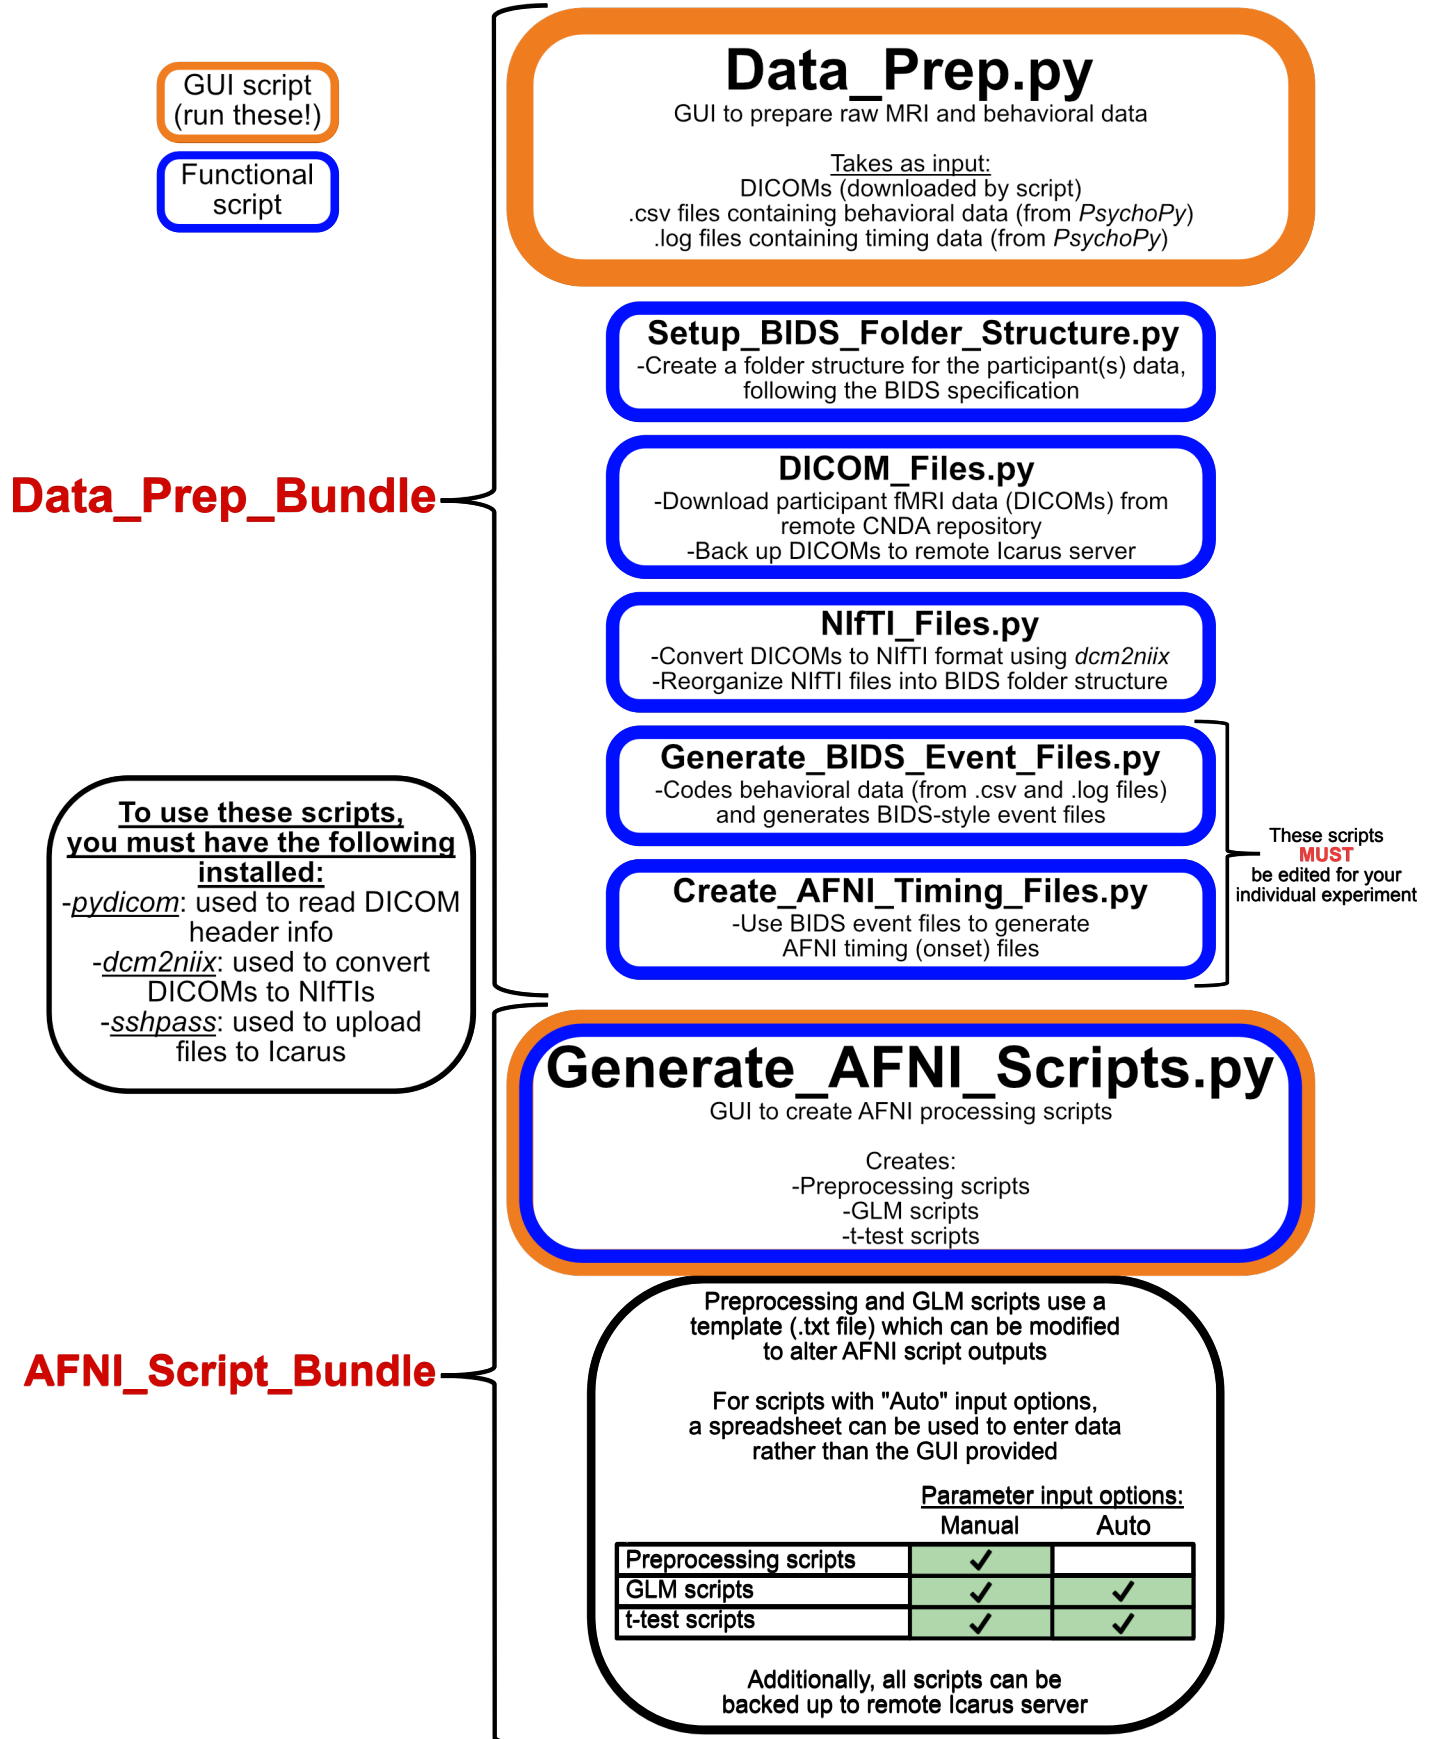 GUI script
(run these!)
Functional
script
Data_Prep_Bundle
Data_Prep.py
GUI to prepare raw MRI and behavioral data
Takes as input:
DICOMs (downloaded by script)
.csv files containing behavioral data (from PsychoPy)
.log files containing timing data (from PsychoPy)
Setup_BIDS_Folder_Structure.py
-Create a folder structure for the participant(s) data,
following the BIDS specification
DICOM_Files.py
-Download participant fMRI data (DICOMs) from
remote CNDA repository
-Back up DICOMs to remote Icarus server
NIfTI_Files.py
-Convert DICOMs to NIfTI format using dcm2niix
-Reorganize NIfTI files into BIDS folder structure
Generate_BIDS_Event_Files.py
-Codes behavioral data (from .csv and .log files)
and generates BIDS-style event files
Create_AFNI_Timing_Files.py
-Use BIDS event files to generate
AFNI timing (onset) files
These scripts
MUST
be edited for your
individual experiment
To use these scripts,
you must have the following
installed:
-pydicom: used to read DICOM
header info
-dcm2niix: used to convert
DICOMs to NIfTIs
-sshpass: used to upload
files to Icarus
AFNI_Script_Bundle
Generate_AFNI_Scripts.py
GUI to create AFNI processing scripts
Creates:
-Preprocessing scripts
-GLM scripts
-t-test scripts
Preprocessing and GLM scripts use a
template (.txt file) which can be modified
to alter AFNI script outputs
For scripts with "Auto" input options,
a spreadsheet can be used to enter data
rather than the GUI provided
Parameter input options:
Manual Auto
Preprocessing scripts ✓
GLM scripts ✓ ✓
t-test scripts ✓ ✓
Additionally, all scripts can be
backed up to remote Icarus server